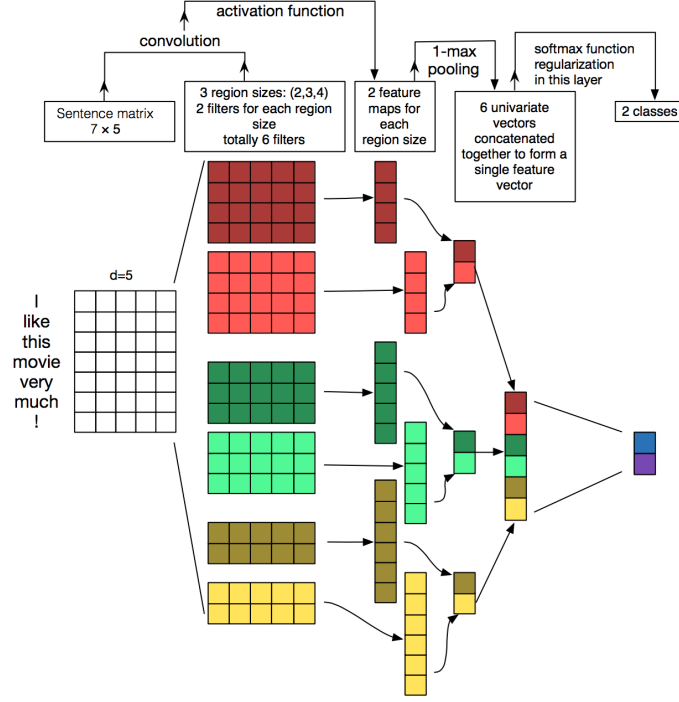 activation function
convolution
1-max
pooling
softmax function
regularization
in this layer
Sentence matrix
7 × 5
3 region sizes: (2,3,4)
2 filters for each region
size
totally 6 filters
2 feature
maps for
each
region size
6 univariate
vectors
concatenated
together to form a
single feature
vector
2 classes
d=5
I
like
this
movie
very
much
!